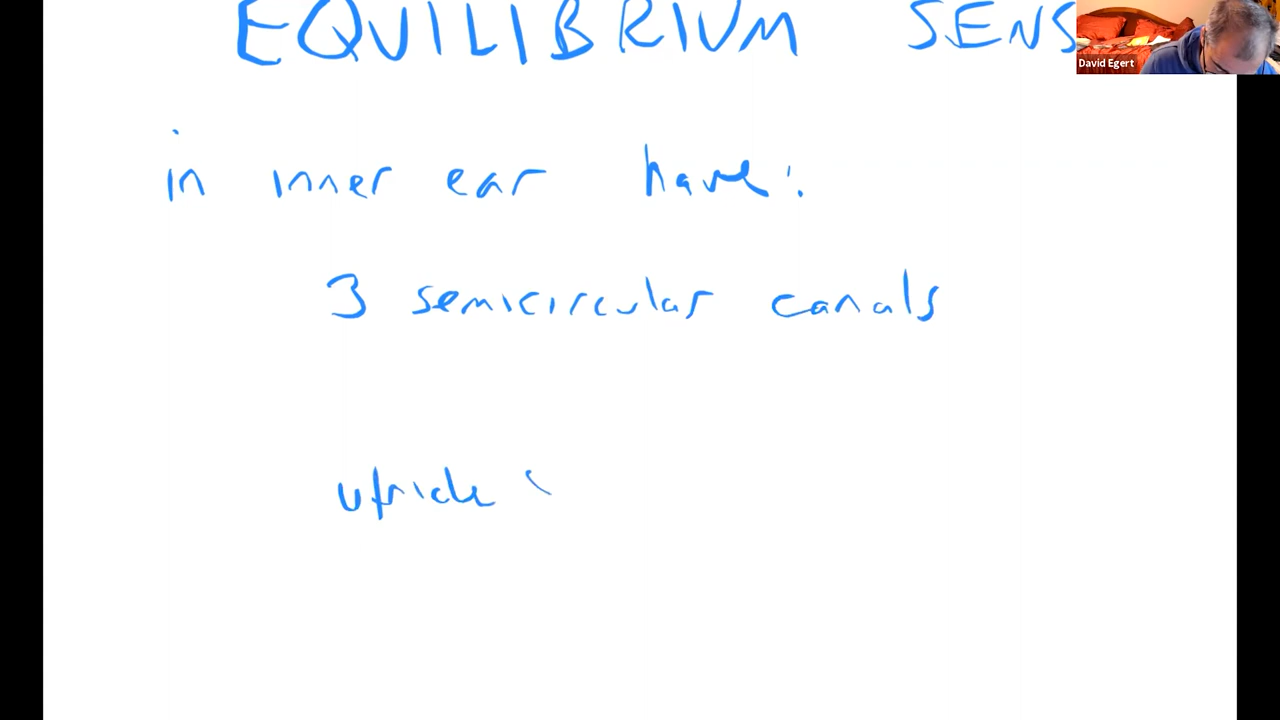 EQUILIBRIUM SENS
David Egert
in inner ear have:
3 semicircular canals
utricle